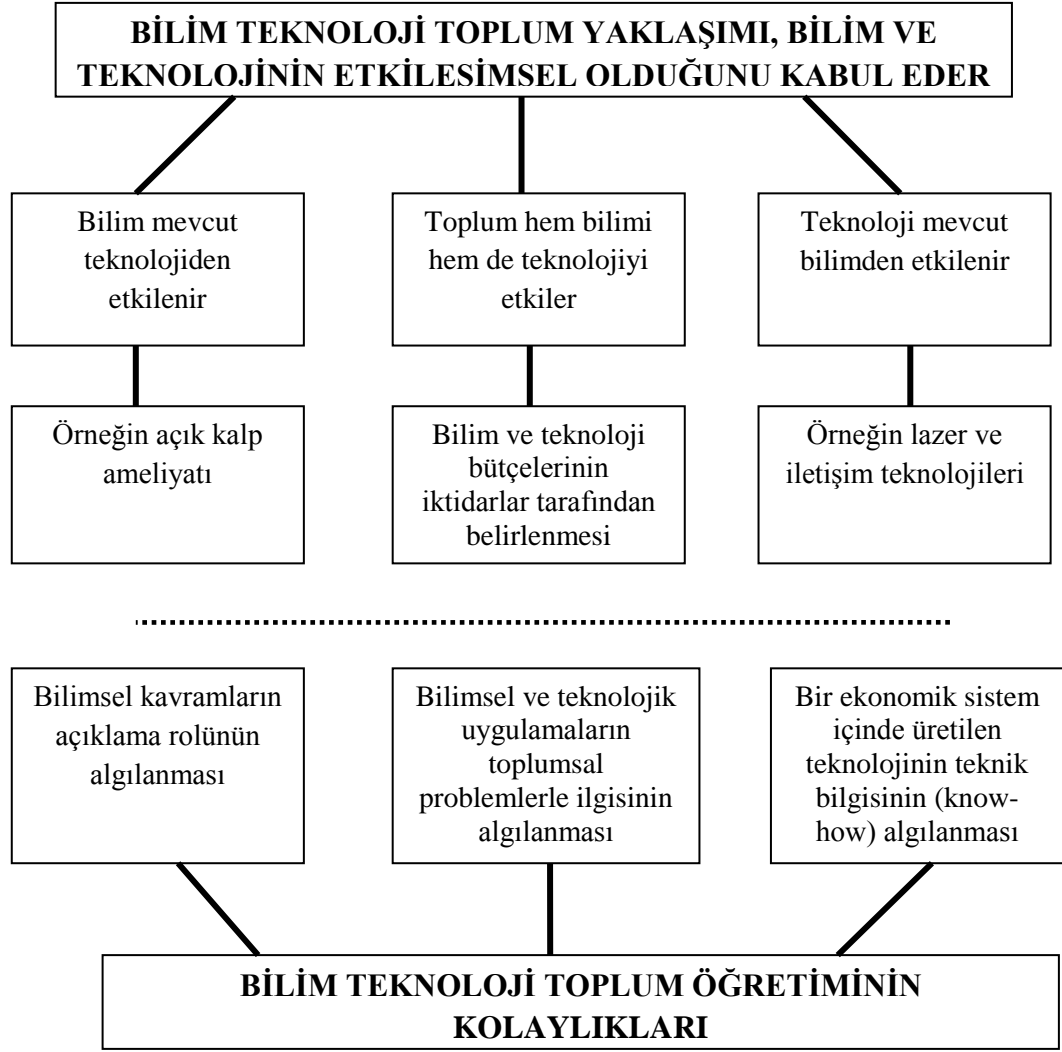 BİLİM TEKNOLOJİ TOPLUM YAKLAŞIMI, BİLİM VE
TEKNOLOJİNİN ETKİLESİMSEL OLDUĞUNU KABUL EDER
Bilim mevcut
teknolojiden
etkilenir
Toplum hem bilimi
hem de teknolojiyi
etkiler
Teknoloji mevcut
bilimden etkilenir
Örneğin açık kalp
ameliyatı
Bilim ve teknoloji
bütçelerinin
iktidarlar tarafından
belirlenmesi
Örneğin lazer ve
iletişim teknolojileri
Bilimsel kavramların
açıklama rolünün
algılanması
Bilimsel ve teknolojik
uygulamaların
toplumsal
problemlerle ilgisinin
algılanması
Bir ekonomik sistem
içinde üretilen
teknolojinin teknik
bilgisinin (know-
how) algılanması
BİLİM TEKNOLOJİ TOPLUM ÖĞRETİMİNİN
KOLAYLIKLARI